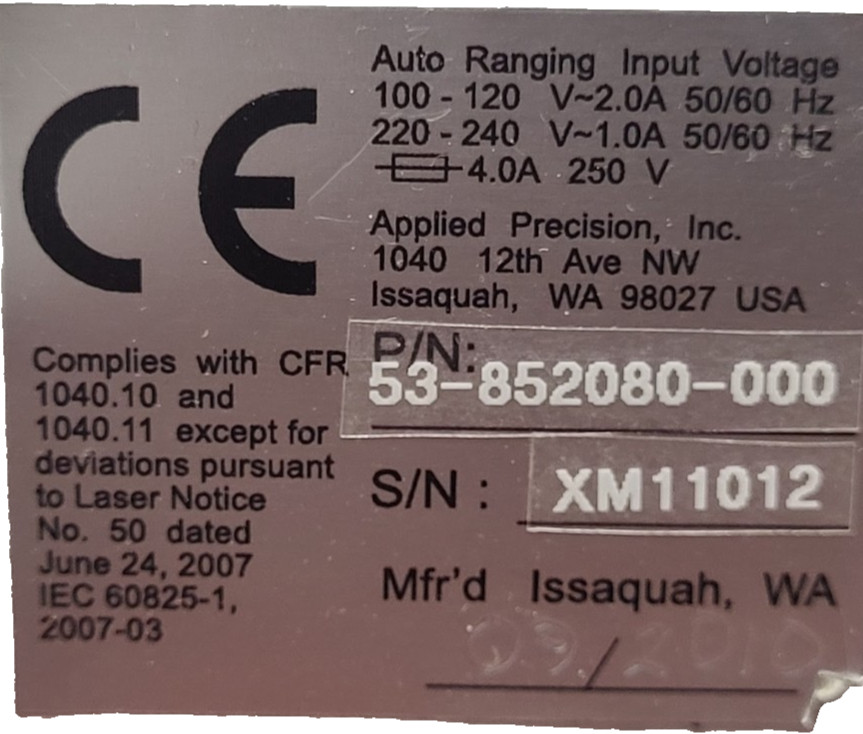 CE
Auto Ranging Input Voltage
100 - 120 V~2.0A 50/60 Hz
220 - 240 V~1.0A 50/60 Hz
4.0A 250 V
Applied Precision, Inc.
1040 12th Ave NW
Issaquah, WA 98027 USA
Complies with CFR
1040.10 and
1040.11 except for
deviations pursuant
to Laser Notice
No. 50 dated
June 24, 2007
IEC 60825-1,
2007-03
P/N:
53-852080-000
S/N : XM11012
Mfr'd Issaquah, WA
09/2010